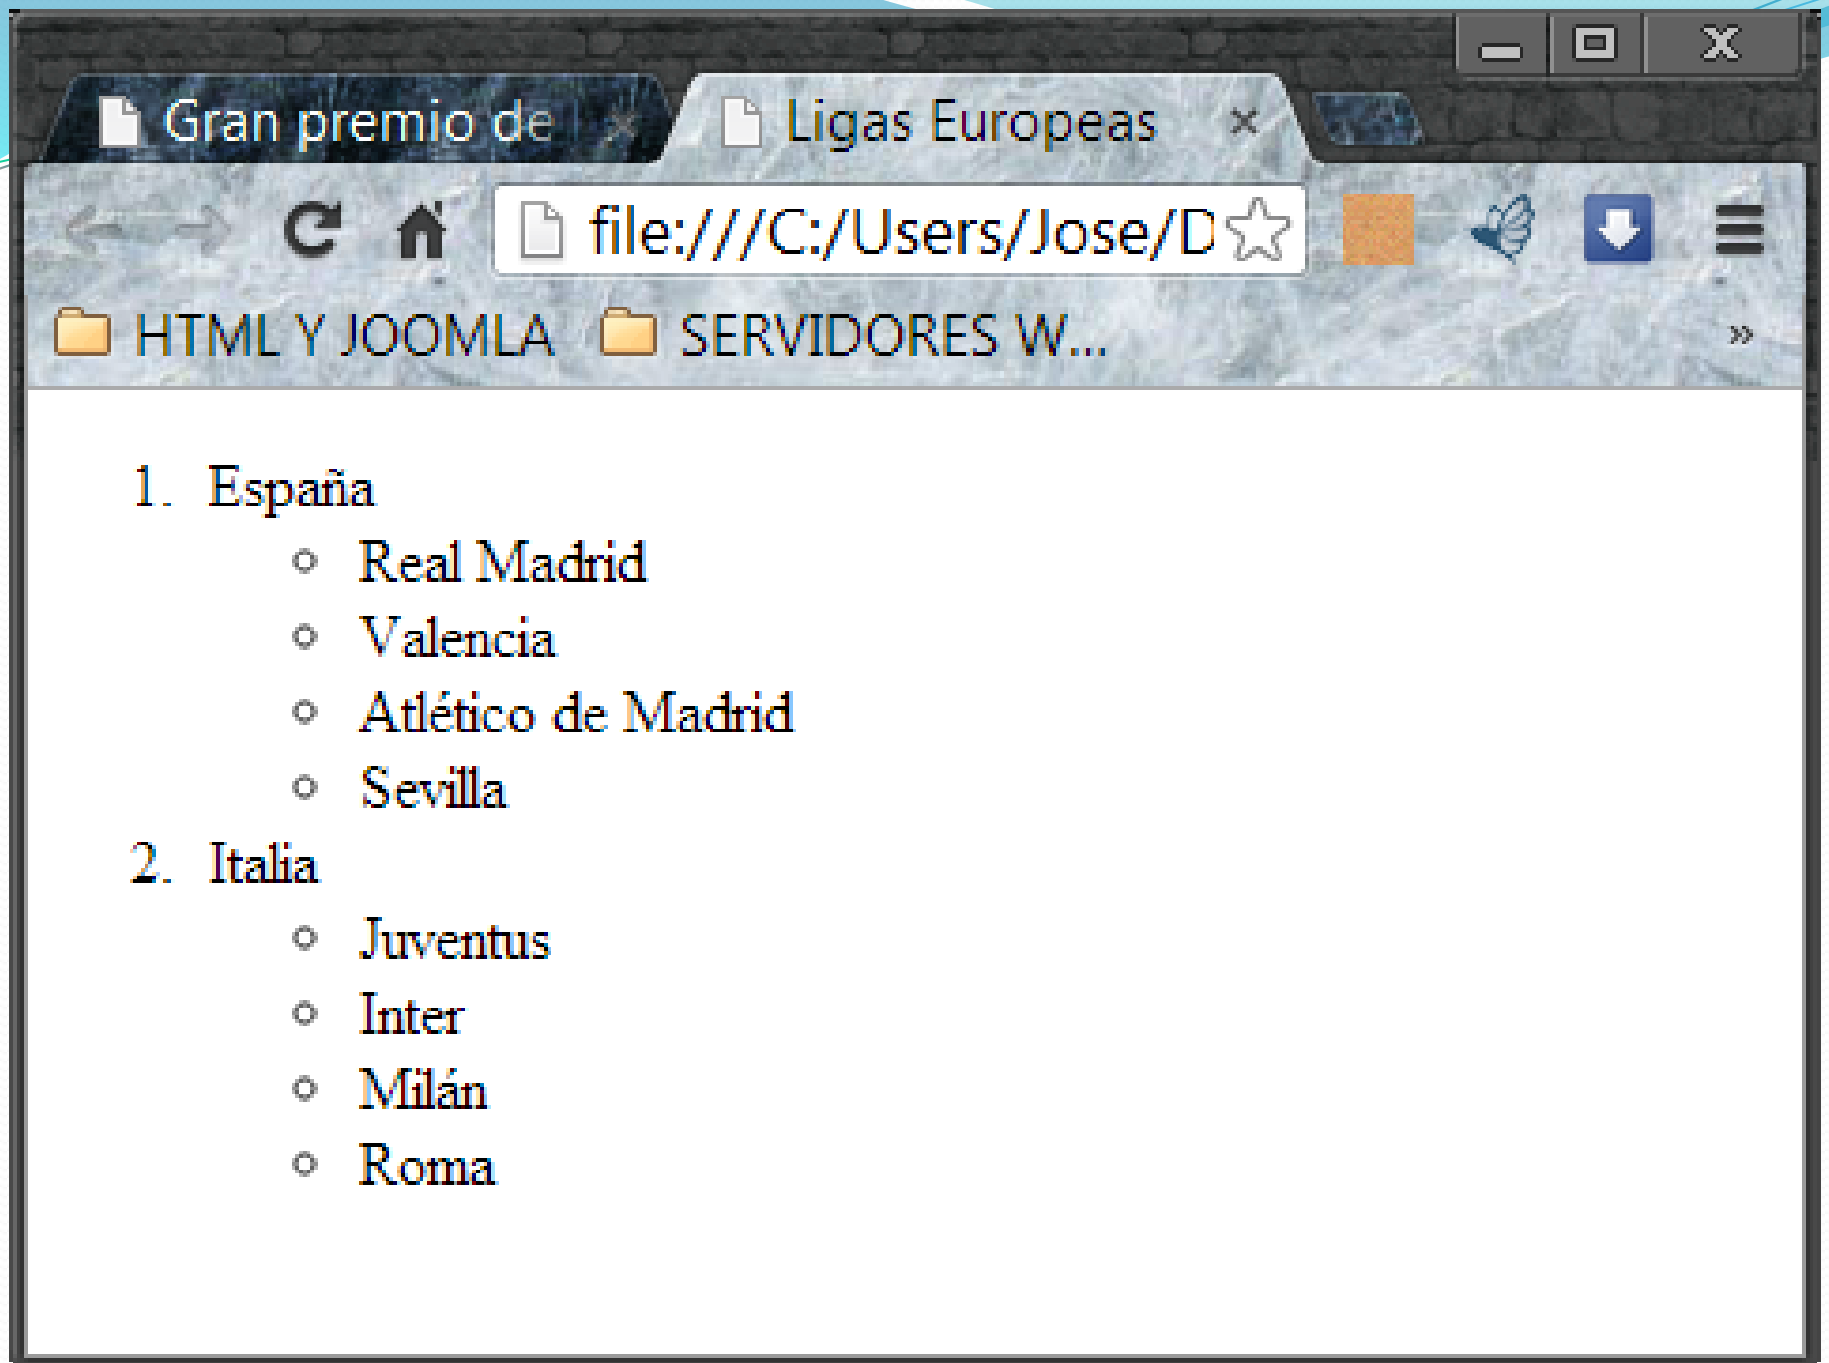 Gran premio de
Ligas Europeas
file:///C:/Users/Jose/D
HTML Y JOOMLA
SERVIDORES W...
»
1. España
Real Madrid
Valencia
Atlético de Madrid
Sevilla
2. Italia
Juventus
Inter
Milán
Roma